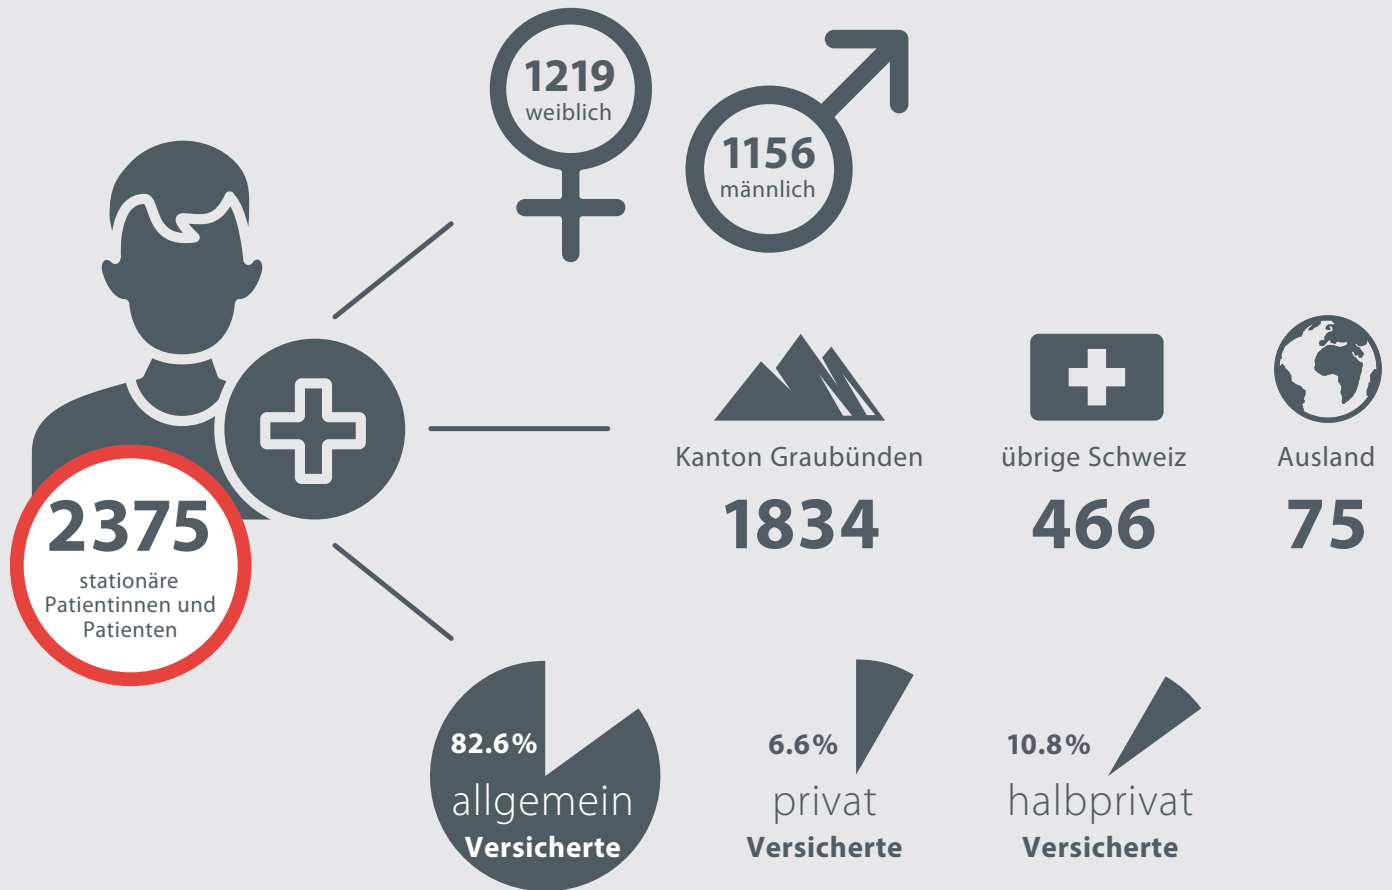 1219
weiblich
1156
männlich
2375
stationäre
Patientinnen und
Patienten
Kanton Graubünden
1834
übrige Schweiz
466
Ausland
75
82.6%
allgemein
Versicherte
6.6%
privat
Versicherte
10.8%
halbprivat
Versicherte